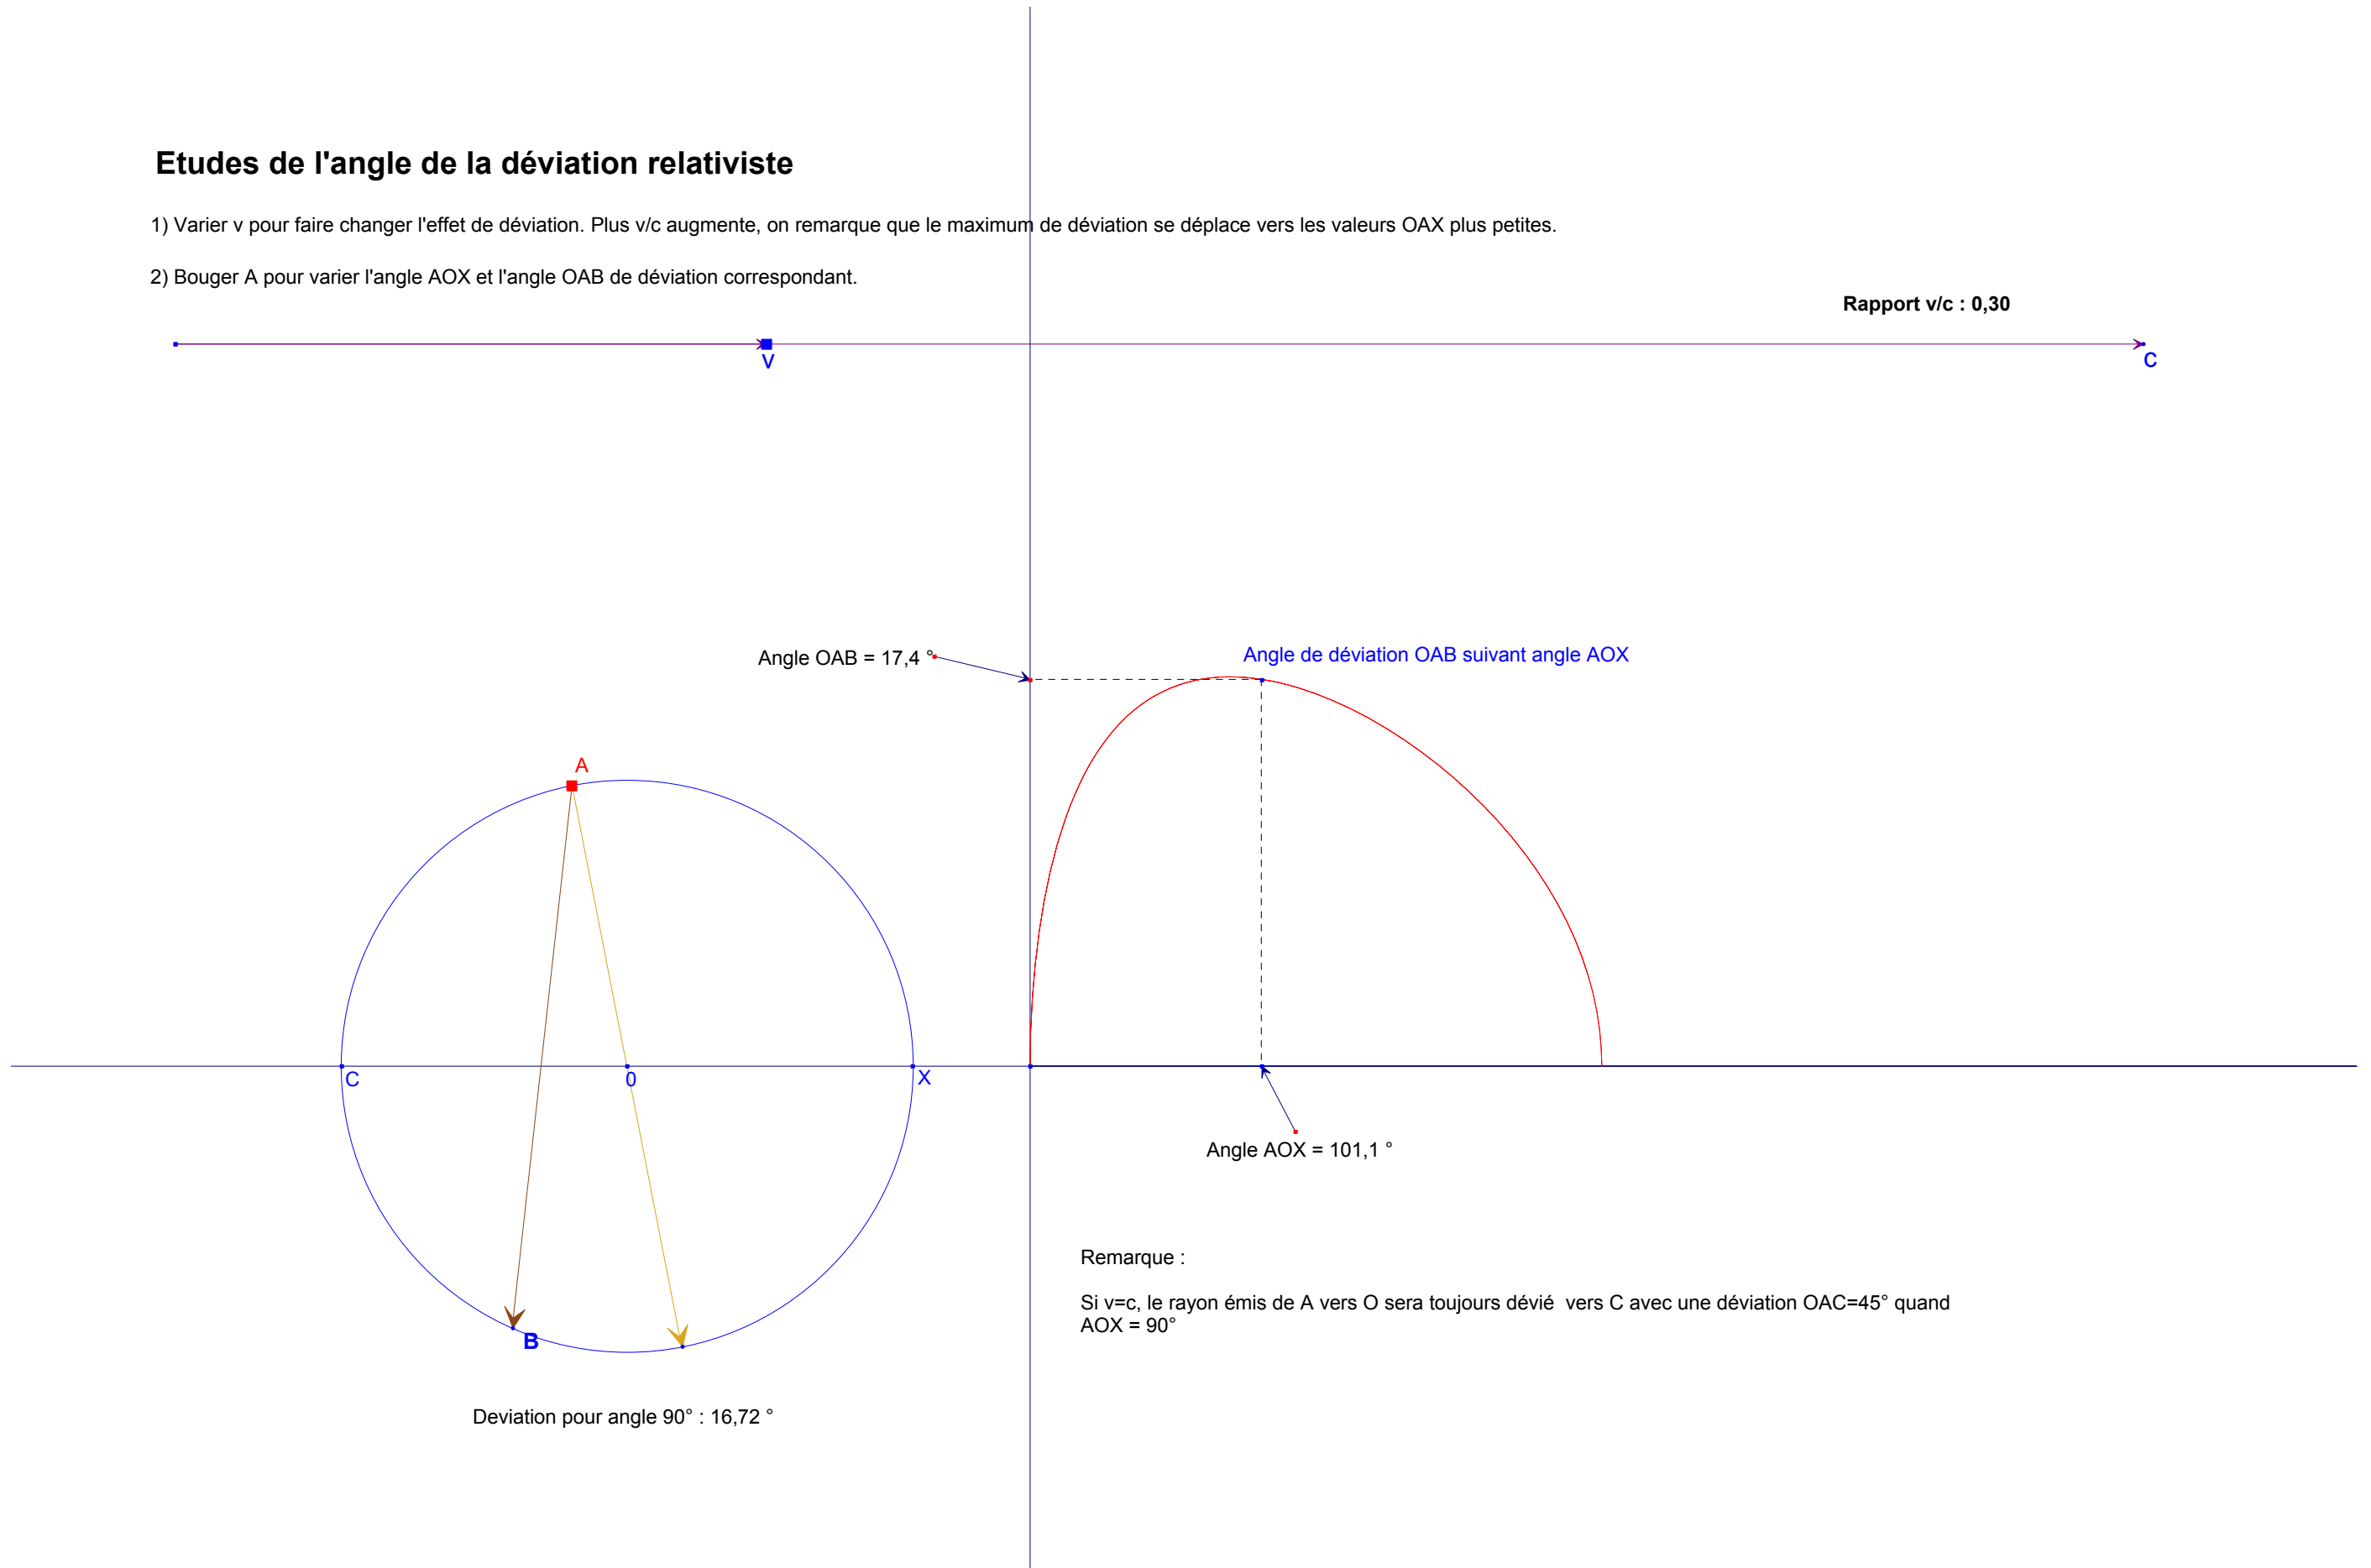 Etudes de l'angle de la déviation relativiste
1) Varier v pour faire changer l'effet de déviation. Plus v/c augmente, on remarque que le maximum de déviation se déplace vers les valeurs OAX plus petites.
2) Bouger A pour varier l'angle AOX et l'angle OAB de déviation correspondant.
Rapport v/c : 0,30
v
c
Angle OAB = 17,4 °
Angle de déviation OAB suivant angle AOX
A
C
0
X
Angle AOX = 101,1 °
Remarque :
Si v=c, le rayon émis de A vers O sera toujours dévié  vers C avec une déviation OAC=45° quand
AOX = 90°
B
Deviation pour angle 90° : 16,72 °